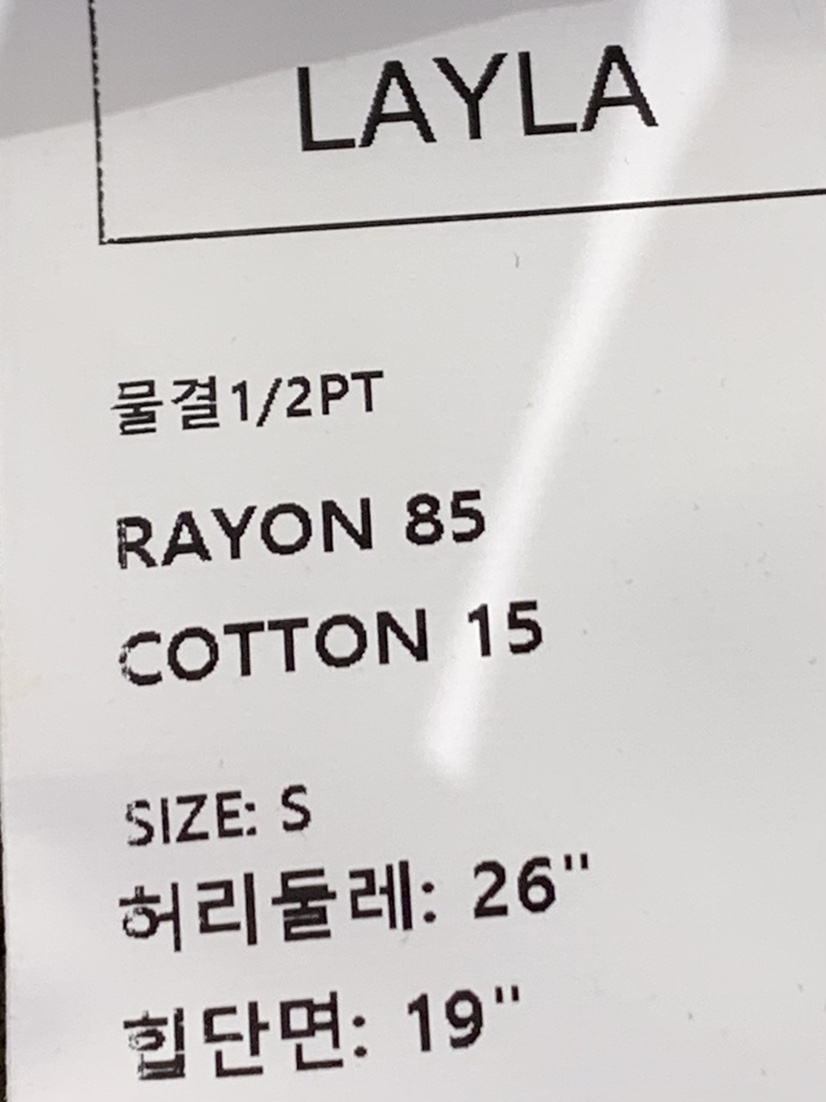 LAYLA
물결1/2PT
RAYON 85
COTTON 15
SIZE: S
허리둘레: 26"
힙단면: 19"